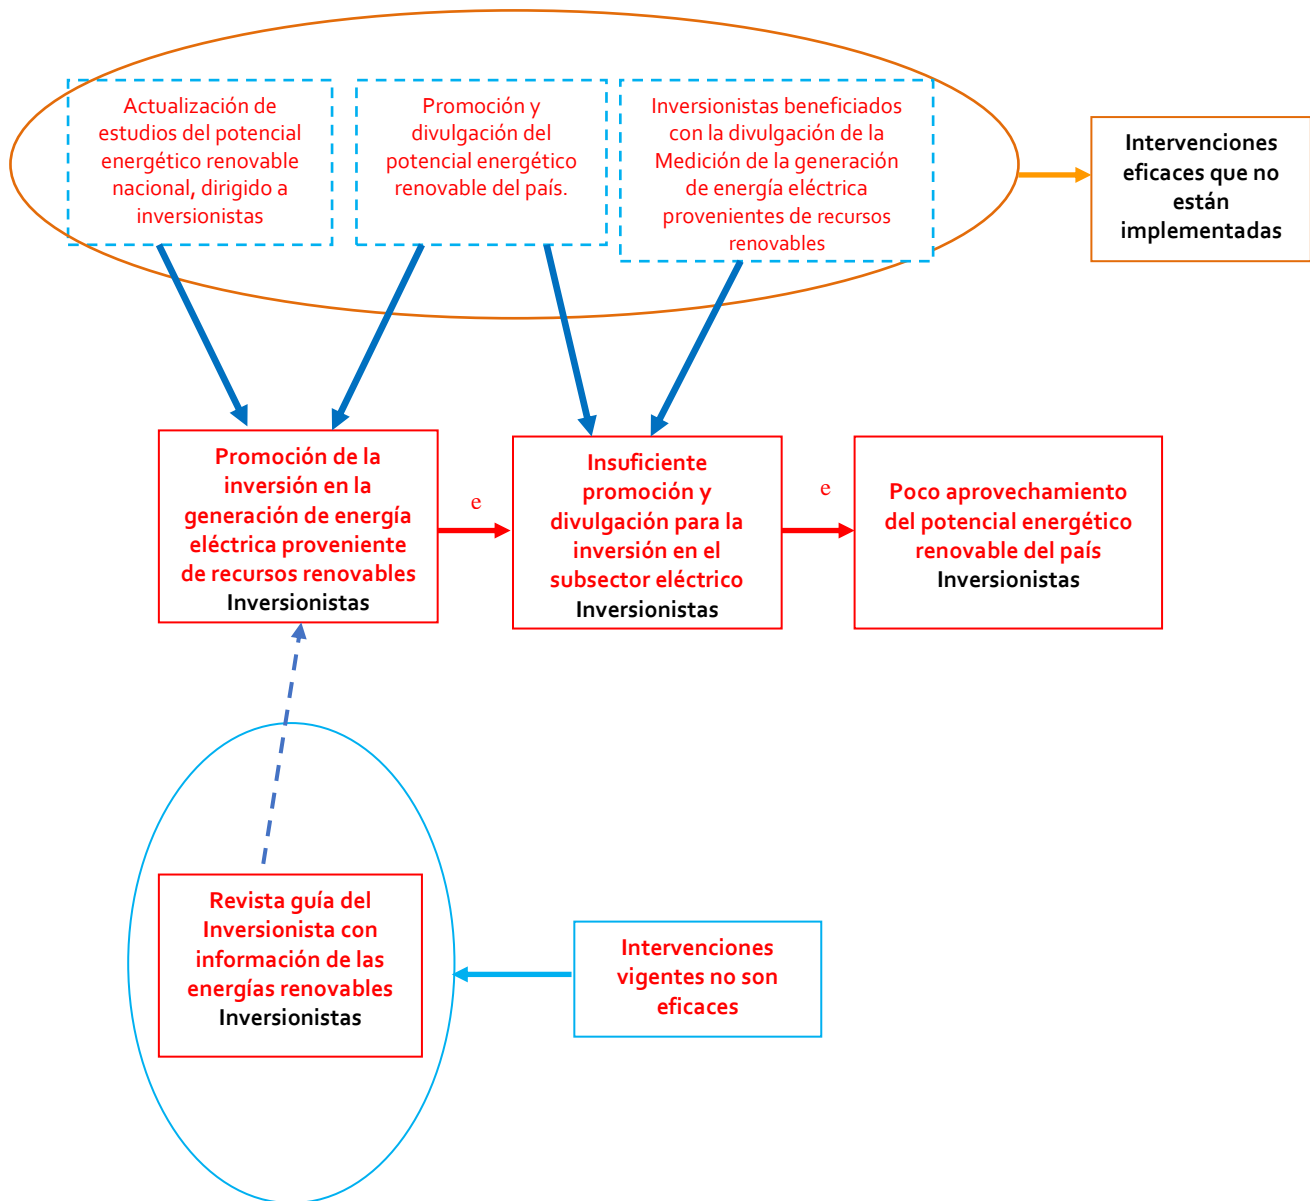 Actualización de
estudios del potencial
energético renovable
nacional, dirigido a
inversionistas
Promoción y
divulgación del
potencial energético
renovable del país.
Inversionistas beneficiados
con la divulgación de la
Medición de la generación
de energía eléctrica
provenientes de recursos
renovables
Intervenciones
eficaces que no
están
implementadas
Promoción de la
inversión en la
generación de energía
eléctrica proveniente
de recursos renovables
Inversionistas
e
Insuficiente
promoción y
divulgación para la
inversión en el
subsector eléctrico
Inversionistas
e
Poco aprovechamiento
del potencial energético
renovable del país
Inversionistas
Revista guía del
Inversionista con
información de las
energías renovables
Inversionistas
Intervenciones
vigentes no son
eficaces